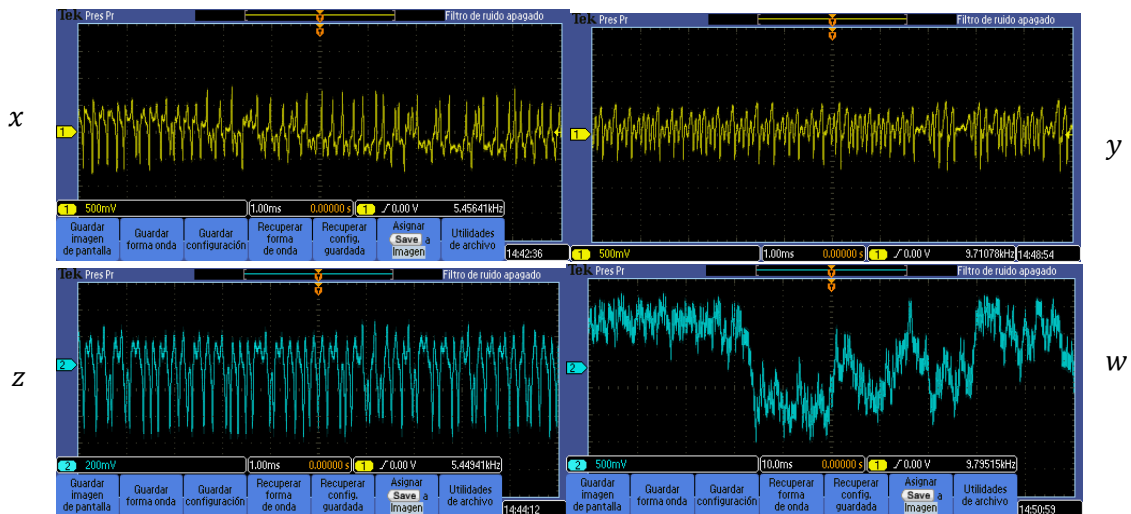 Tek Pres Pr
Filtro de ruido apagado
x
1
1 500mV
1.00ms 0.00000 s
1 0.00 V 5.45641kHz
Guardar imagen de pantalla
Guardar forma onda
Guardar configuración
Recuperar forma de onda
Recuperar config. guardada
Asignar Save a Imagen
Utilidades de archivo
14:42:36
Tek Pres Pr
Filtro de ruido apagado
1
y
1 500mV
1.00ms 0.00000 s
1 0.00 V 9.71078kHz
14:48:54
Tek Pres Pr
Filtro de ruido apagado
z
2
2 200mV
1.00ms 0.00000 s
1 0.00 V 5.44941kHz
Guardar imagen de pantalla
Guardar forma onda
Guardar configuración
Recuperar forma de onda
Recuperar config. guardada
Asignar Save a Imagen
Utilidades de archivo
14:44:12
Tek Pres Pr
Filtro de ruido apagado
2
w
2 500mV
10.0ms 0.00000 s
1 0.00 V 9.79515kHz
Guardar imagen de pantalla
Guardar forma onda
Guardar configuración
Recuperar forma de onda
Recuperar config. guardada
Asignar Save a Imagen
Utilidades de archivo
14:50:59